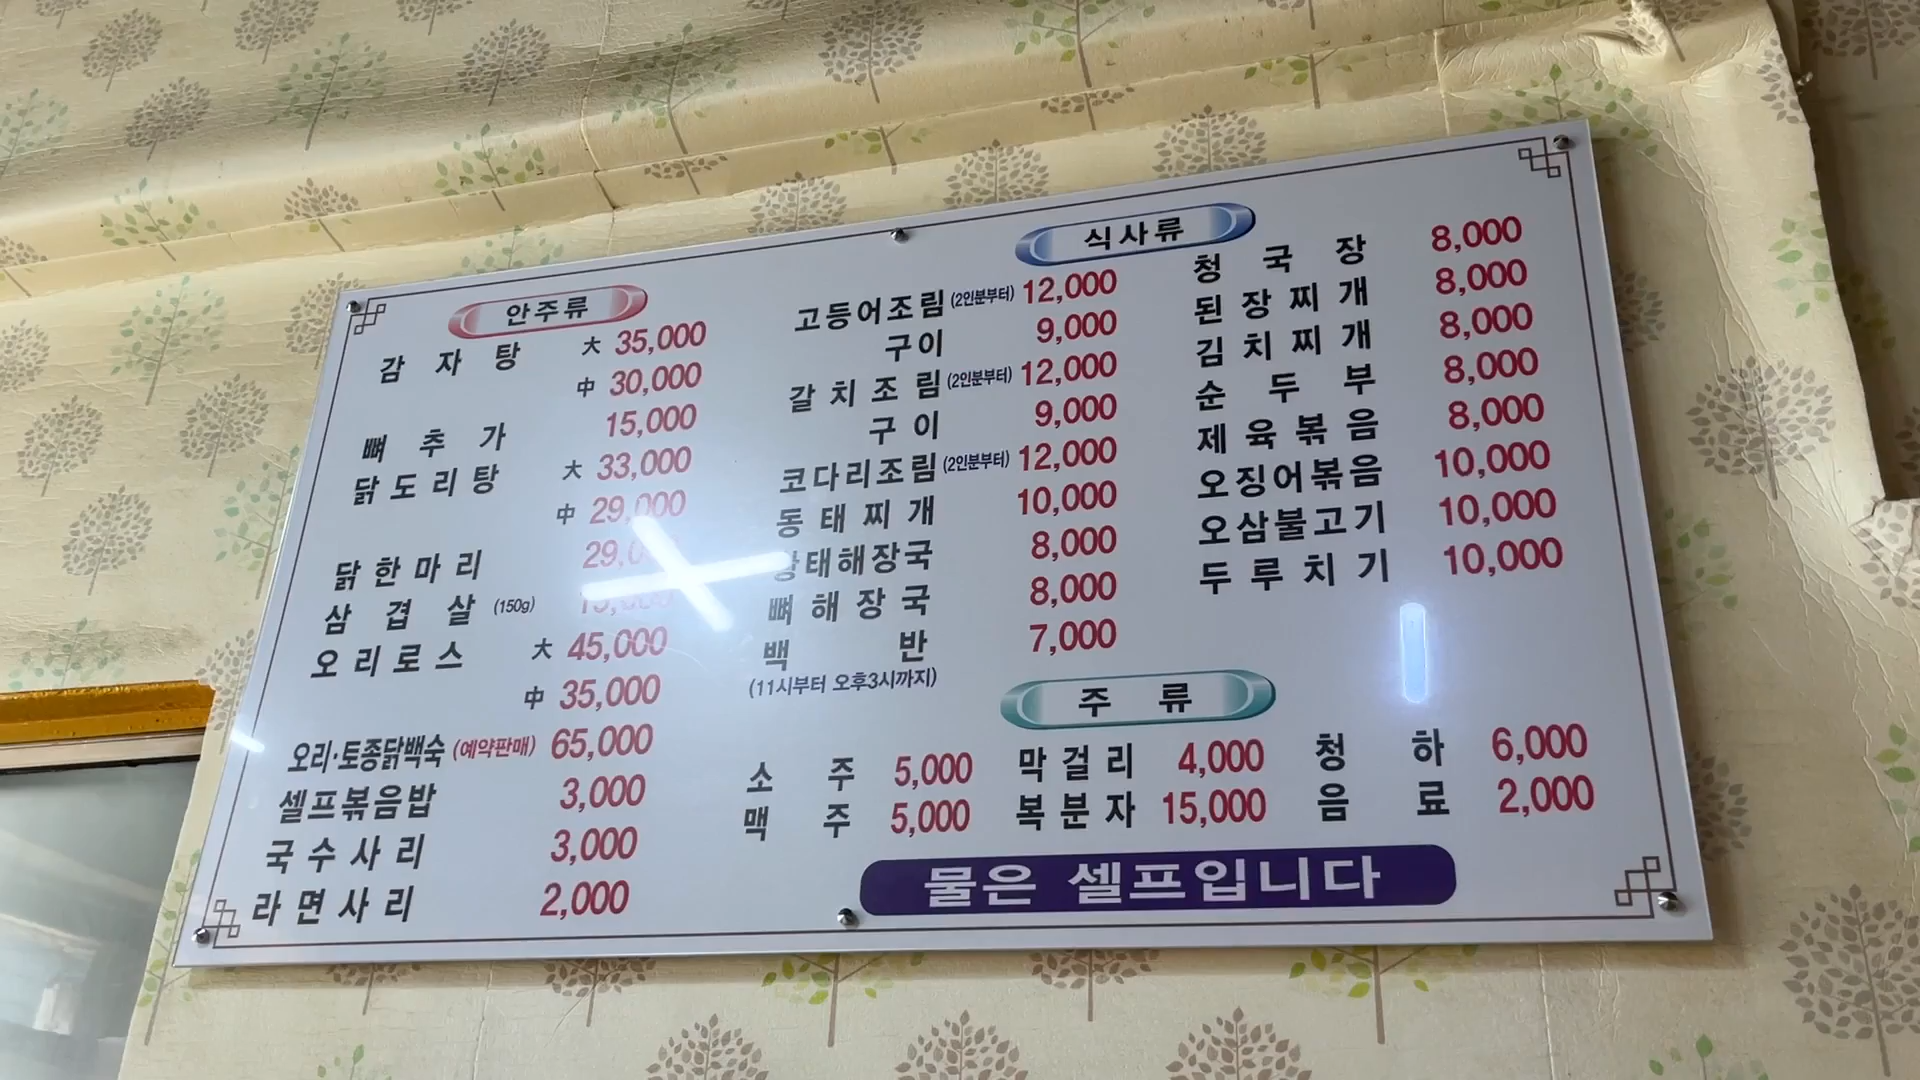 안주류
감자탕 大 35,000
中 30,000
뼈추가 15,000
닭도리탕 大 33,000
中 29,000
닭한마리
삼겹살 (150g)
오리로스 大 45,000
中 35,000
오리·토종닭백숙 (예약판매) 65,000
셀프볶음밥 3,000
국수사리 3,000
라면사리 2,000
식사류
고등어조림 (2인분부터) 12,000
구이 9,000
갈치조림 (2인분부터) 12,000
구이 9,000
코다리조림 (2인분부터) 12,000
동태찌개 10,000
황태해장국 8,000
뼈해장국 8,000
백반 7,000
(11시부터 오후3시까지)
청국장 8,000
된장찌개 8,000
김치찌개 8,000
순두부 8,000
제육볶음 8,000
오징어볶음 10,000
오삼불고기 10,000
두루치기 10,000
주류
소주 5,000 막걸리 4,000 청하 6,000
맥주 5,000 복분자 15,000 음료 2,000
물은 셀프입니다